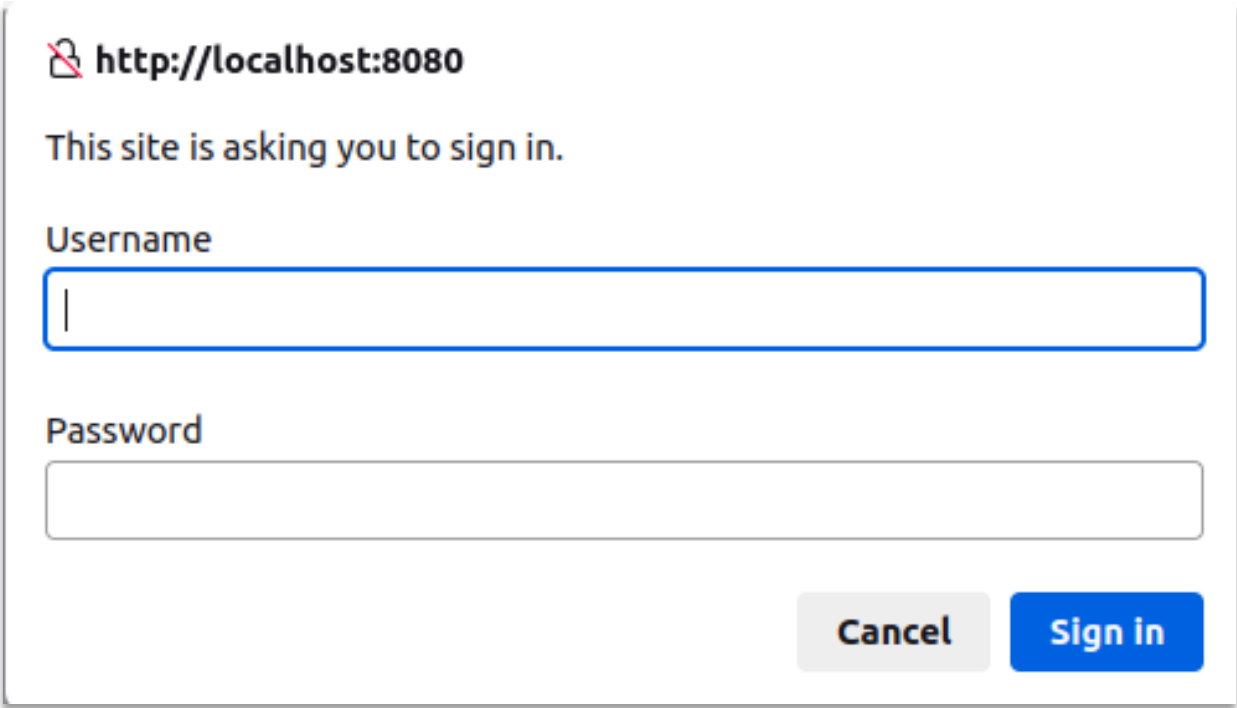 http://localhost:8080
This site is asking you to sign in.
Username
Password
Cancel Sign in